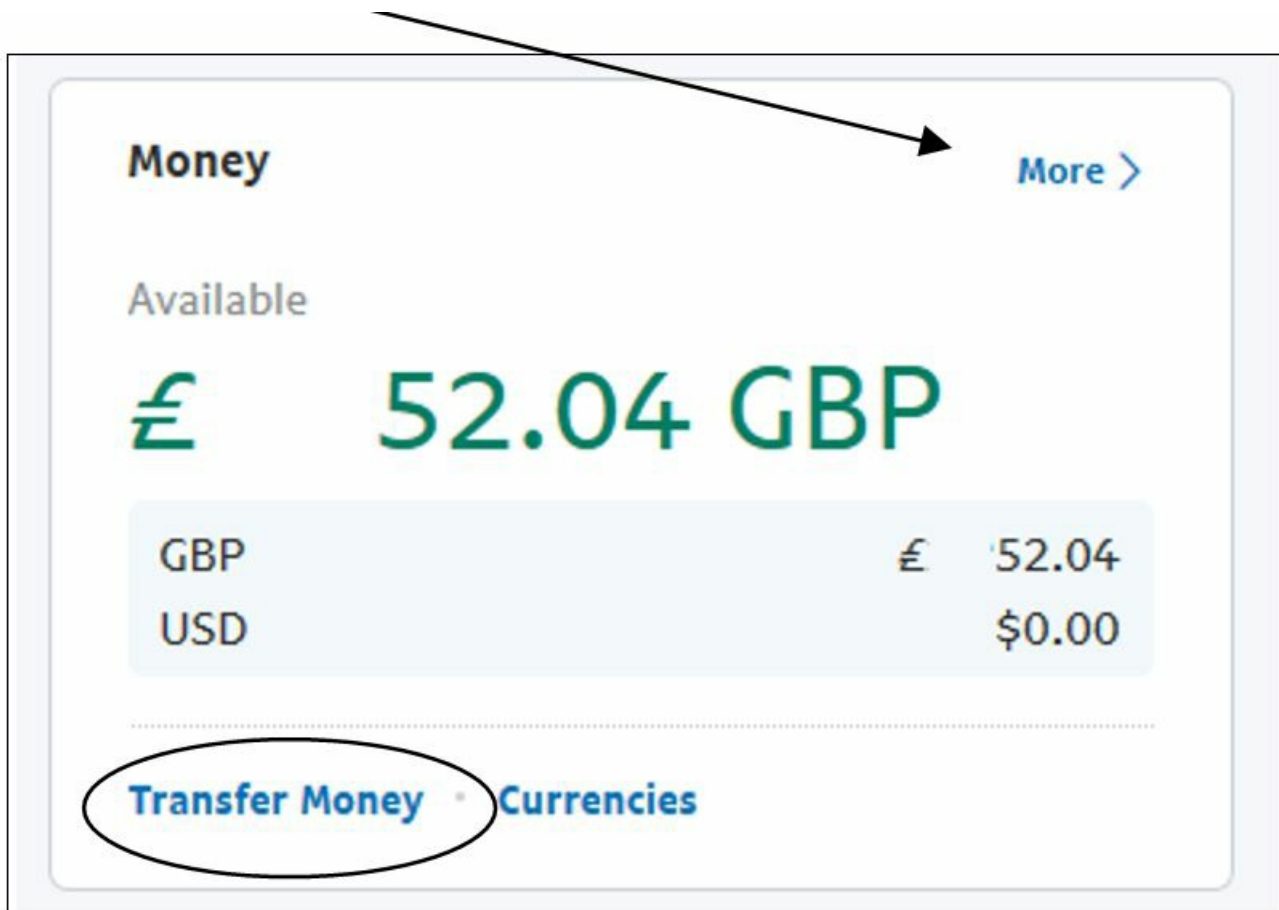 Money
More >
Available
£ 52.04 GBP
GBP £ 52.04
USD $0.00
Transfer Money · Currencies